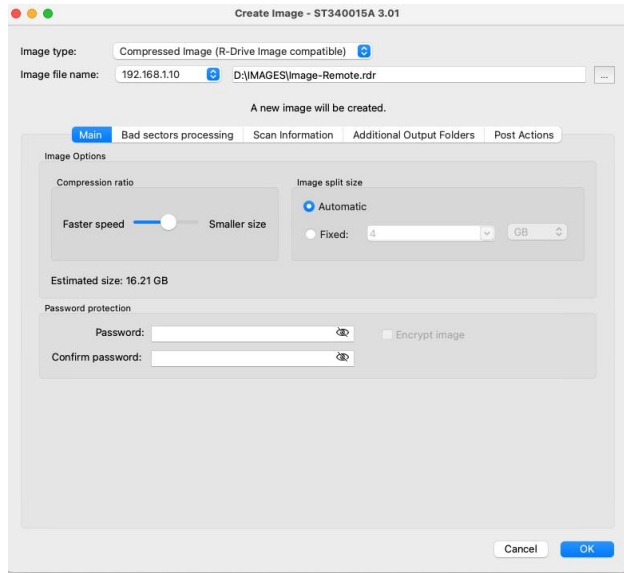 Create Image - ST340015A 3.01
Image type: Compressed Image (R-Drive Image compatible)
Image file name: 192.168.1.10 D:\IMAGES\Image-Remote.rdr ...
A new image will be created.
Main Bad sectors processing Scan Information Additional Output Folders Post Actions
Image Options
Compression ratio Image split size
Automatic
Faster speed Smaller size
Fixed: 4 GB
Estimated size: 16.21 GB
Password protection
Password: Encrypt image
Confirm password:
Cancel OK